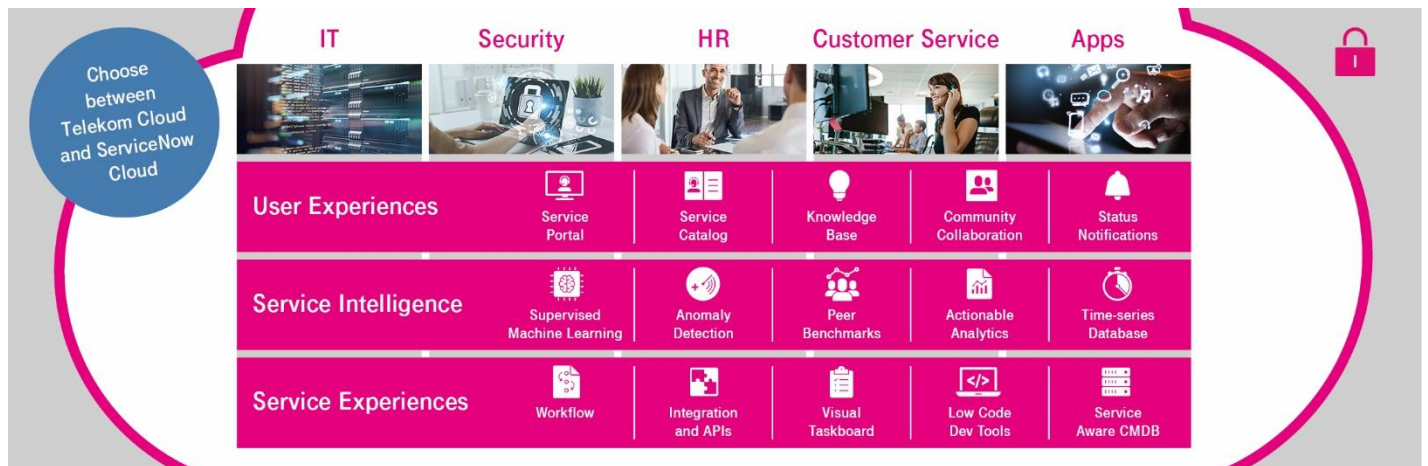 IT
Security
HR
Customer Service
Apps
Choose
between
Telekom Cloud
and ServiceNow
Cloud
User Experiences
Service
Portal
Service
Catalog
Knowledge
Base
Community
Collaboration
Status
Notifications
Service Intelligence
Supervised
Machine Learning
Anomaly
Detection
Peer
Benchmarks
Actionable
Analytics
Time-series
Database
Service Experiences
Workflow
Integration
and APIs
Visual
Taskboard
Low Code
Dev Tools
Service
Aware CMDB